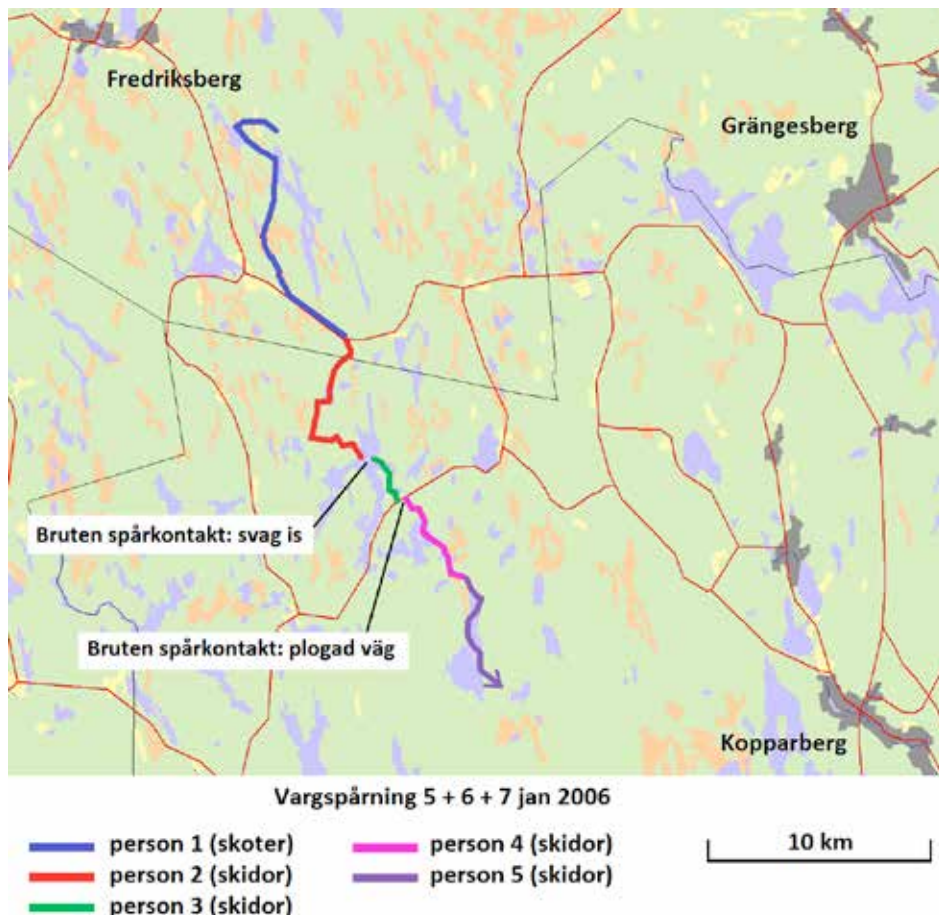 Fredriksberg
Grängesberg
Bruten spårkontakt: svag is
Bruten spårkontakt: plogad väg
Kopparberg
Vargspårning 5 + 6 + 7 jan 2006
person 1 (skoter)
person 2 (skidor)
person 3 (skidor)
person 4 (skidor)
person 5 (skidor)
10 km